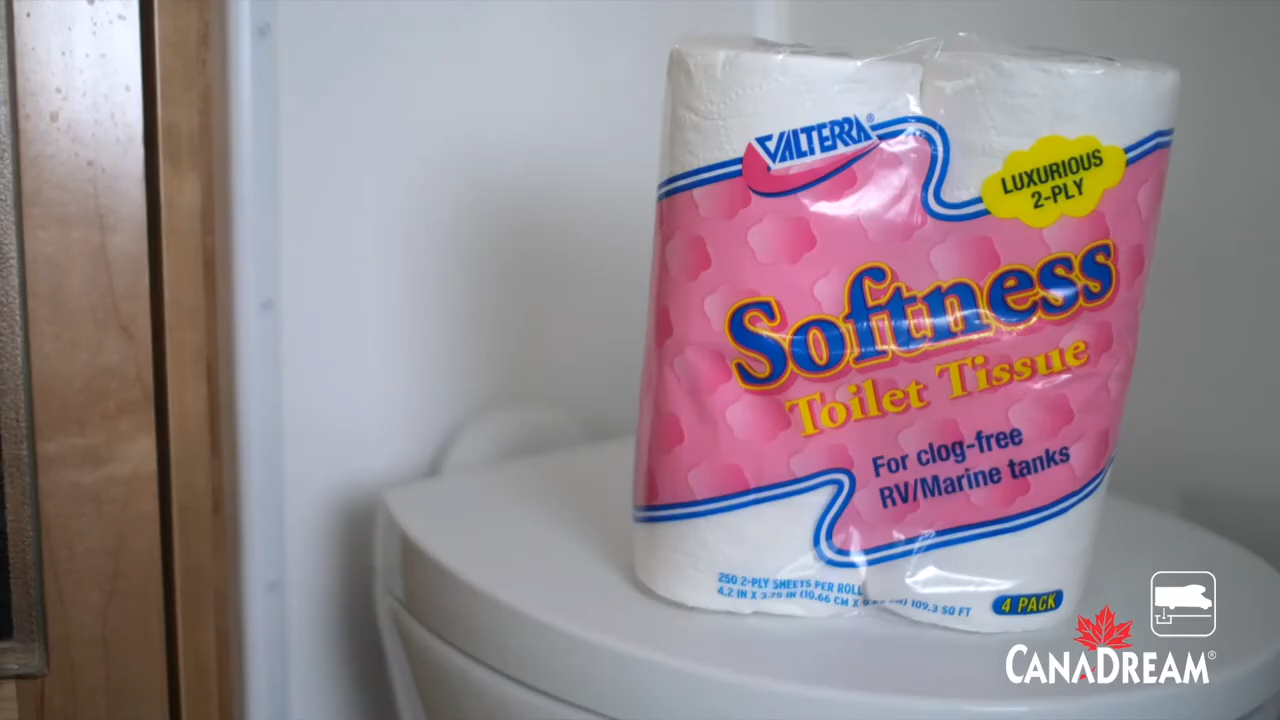 VALTERRA®
LUXURIOUS
2-PLY
Softness
Toilet Tissue
For clog-free
RV/Marine tanks
250 2-PLY SHEETS PER ROLL
4.2 IN X 3.75 IN (10.66 CM X 109.3 SQ FT
4 PACK
CANADREAM®